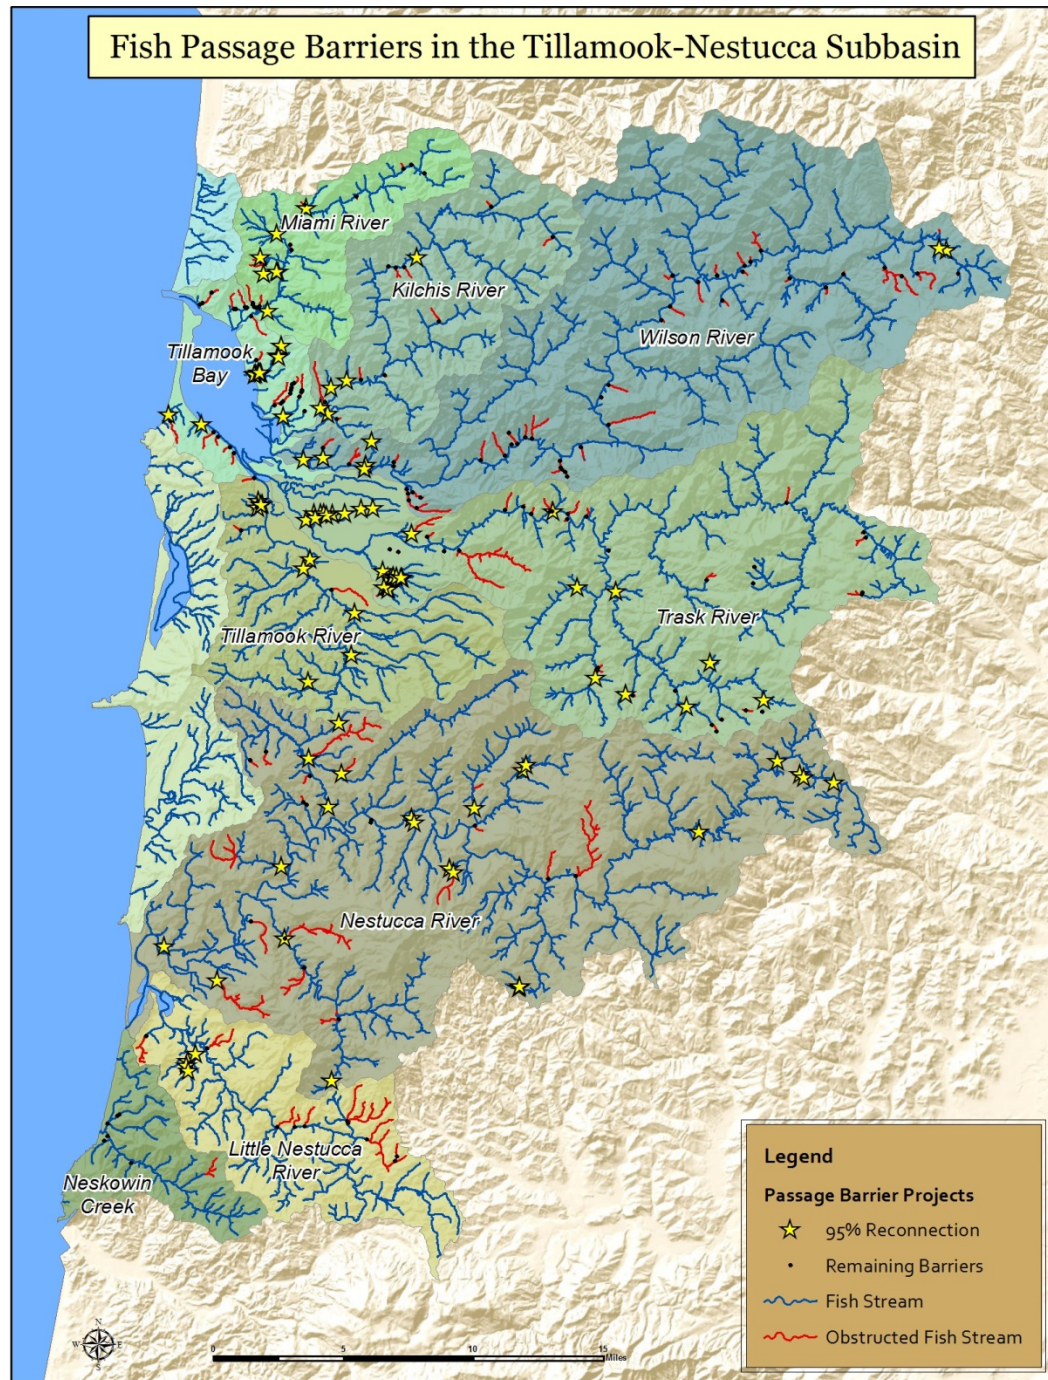 Fish Passage Barriers in the Tillamook-Nestucca Subbasin
Miami River
Kilchis River
Wilson River
Tillamook
Bay
Trask River
Tillamook River
Nestucca River
Little Nestucca
River
Neskowin
Creek
Legend
Passage Barrier Projects
95% Reconnection
Remaining Barriers
Fish Stream
Obstructed Fish Stream
N
W
E
S
0
5
10
15
Miles